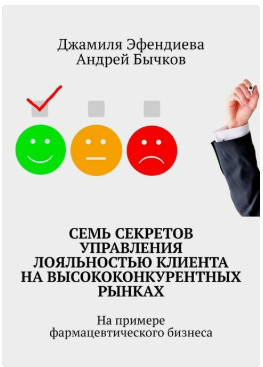 Джамиля Эфендиева
Андрей Бычков
СЕМЬ СЕКРЕТОВ
УПРАВЛЕНИЯ
ЛОЯЛЬНОСТЬЮ КЛИЕНТА
НА ВЫСОКОКОНКУРЕНТНЫХ
РЫНКАХ
На примере
фармацевтического бизнеса